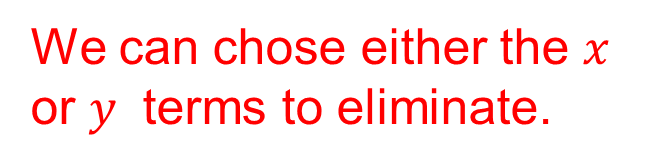 We can chose either the x
or y terms to eliminate.